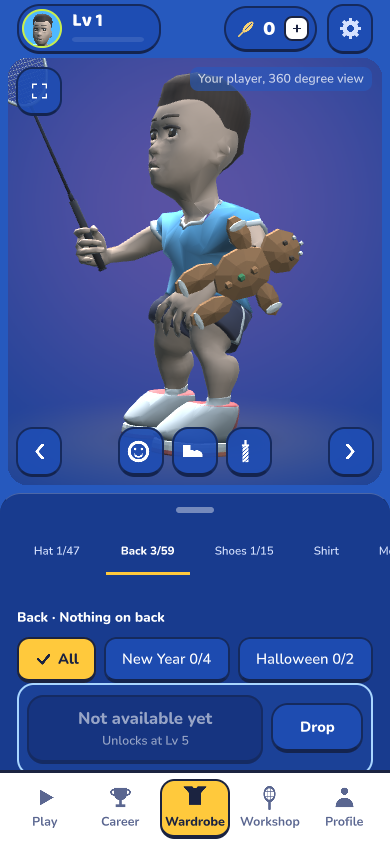 Lv 1
0
+
Your player, 360 degree view
Hat 1/47
Back 3/59
Shoes 1/15
Shirt
Back · Nothing on back
All
New Year 0/4
Halloween 0/2
Not available yet
Unlocks at Lv 5
Drop
Play
Career
Wardrobe
Workshop
Profile